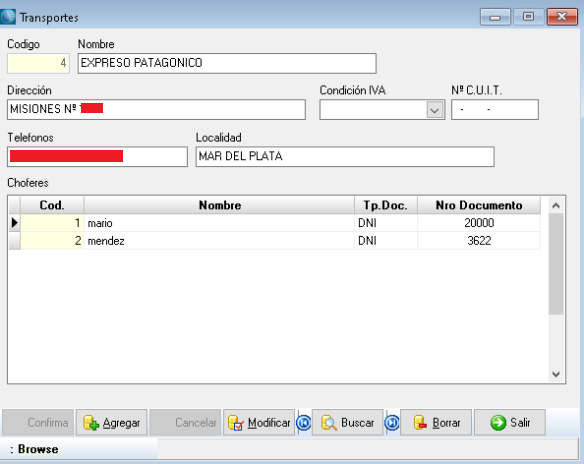 Transportes
Codigo Nombre
4 EXPRESO PATAGONICO
Dirección Condición IVA Nº C.U.I.T.
MISIONES Nº - -
Telefonos Localidad
MAR DEL PLATA
Choferes
Cod. Nombre Tp.Doc. Nro Documento
1 mario DNI 20000
2 mendez DNI 3622
Confirma Agregar Cancelar Modificar Buscar Borrar Salir
: Browse